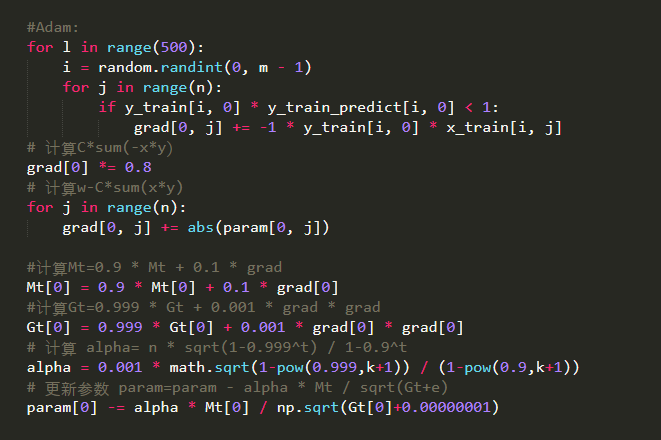 #Adam:
for l in range(500):
    i = random.randint(0, m - 1)
    for j in range(n):
        if y_train[i, 0] * y_train_predict[i, 0] < 1:
            grad[0, j] += -1 * y_train[i, 0] * x_train[i, j]
# 计算C*sum(-x*y)
grad[0] *= 0.8
# 计算w-C*sum(x*y)
for j in range(n):
    grad[0, j] += abs(param[0, j])

#计算Mt=0.9 * Mt + 0.1 * grad
Mt[0] = 0.9 * Mt[0] + 0.1 * grad[0]
#计算Gt=0.999 * Gt + 0.001 * grad * grad
Gt[0] = 0.999 * Gt[0] + 0.001 * grad[0] * grad[0]
# 计算 alpha= n * sqrt(1-0.999^t) / 1-0.9^t
alpha = 0.001 * math.sqrt(1-pow(0.999,k+1)) / (1-pow(0.9,k+1))
# 更新参数 param=param - alpha * Mt / sqrt(Gt+e)
param[0] -= alpha * Mt[0] / np.sqrt(Gt[0]+0.00000001)